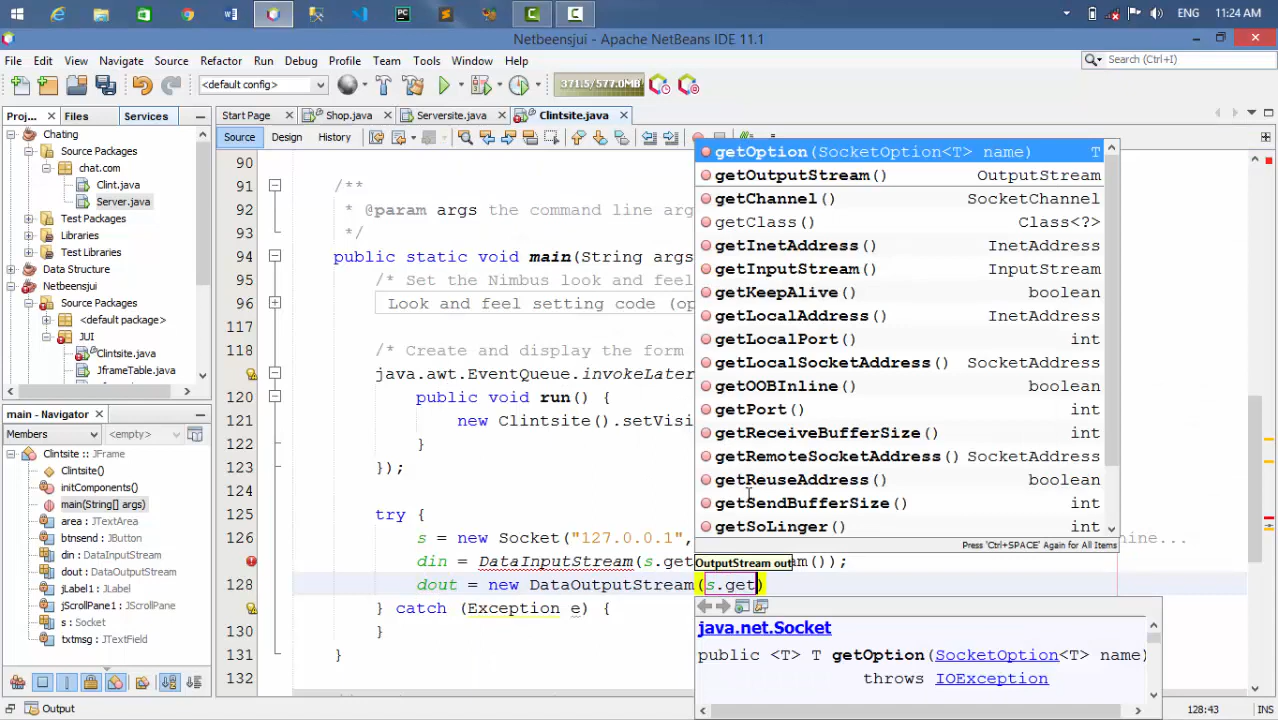 ENG
11:24 AM
Netbeensjui - Apache NetBeans IDE 11.1
File Edit View Navigate Source Refactor Run Debug Profile Team Tools Window Help
Search (Ctrl+I)
<default config>
371.5/577.0MB
Proj... Files Services
Start Page Shop.java Serversite.java Clintsite.java
Chating
Source Packages
chat.com
Clint.java
Server.java
Test Packages
Libraries
Test Libraries
Data Structure
Netbeensjui
Source Packages
<default package>
JUI
Clintsite.java
JframeTable.java
main - Navigator
Members <empty>
Clintsite :: JFrame
Clintsite()
initComponents()
main(String[] args)
area : JTextArea
btnsend : JButton
din : DataInputStream
dout : DataOutputStream
jLabel1 : JLabel
jScrollPane1 : JScrollPane
s : Socket
txtmsg : JTextField
Source Design History
90
91 /**
92 * @param args the command line arg
93 */
94 public static void main(String args
95 /* Set the Nimbus look and feel
96 Look and feel setting code (op
117
118 /* Create and display the form
java.awt.EventQueue.invokeLater
120 public void run() {
121 new Clintsite().setVisi
122 }
123 });
124
125 try {
126 s = new Socket("127.0.0.1", hine...
din = DataInputStream(s.get am());
128 dout = new DataOutputStream(s.get)
} catch (Exception e) {
130 }
131 }
132
getOption(SocketOption<T> name) T
getOutputStream() OutputStream
getChannel() SocketChannel
getClass() Class<?>
getInetAddress() InetAddress
getInputStream() InputStream
getKeepAlive() boolean
getLocalAddress() InetAddress
getLocalPort() int
getLocalSocketAddress() SocketAddress
getOOBInline() boolean
getPort() int
getReceiveBufferSize() int
getRemoteSocketAddress() SocketAddress
getReuseAddress() boolean
getSendBufferSize() int
getSoLinger() int
Press 'Ctrl+SPACE' Again for All Items
OutputStream out
java.net.Socket
public <T> T getOption(SocketOption<T> name)
throws IOException
Output
128:43
INS